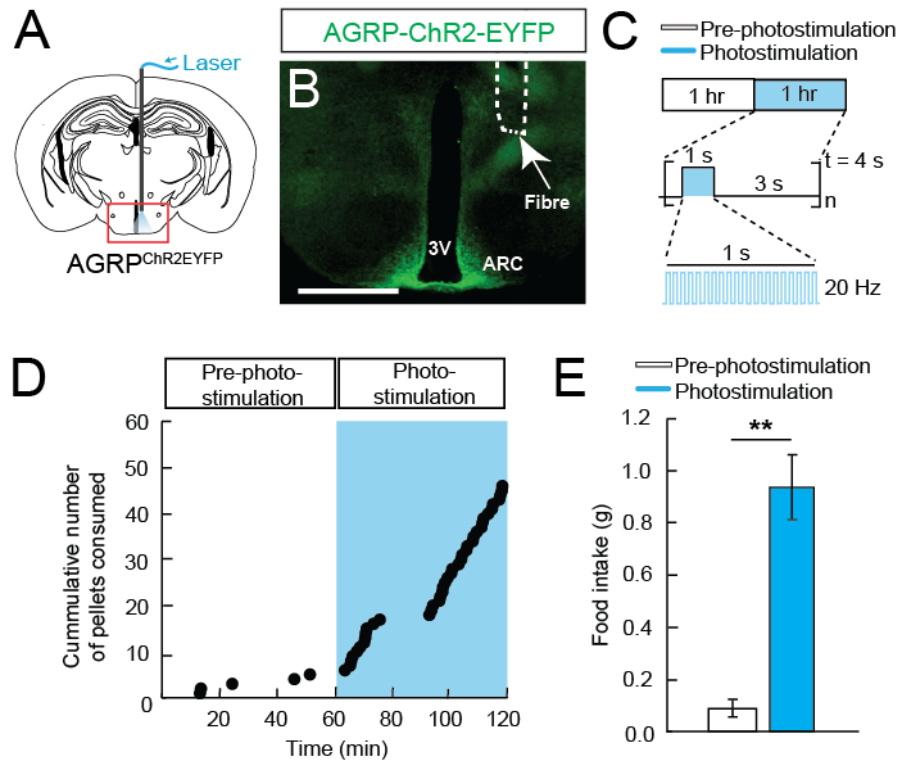 A
Laser
AGRPChR2EYFP
AGRP-ChR2-EYFP
B
Fibre
3V
ARC
C
Pre-photostimulation
Photostimulation
1 hr
1 hr
1 s
t = 4 s
3 s
n
1 s
20 Hz
D
Pre-photo-
stimulation
Photo-
stimulation
60
50
40
30
20
10
0
Cummulative number
of pellets consumed
0
20
40
60
80
100
120
Time (min)
E
Pre-photostimulation
Photostimulation
**
1.2
1.0
0.8
0.6
0.4
0.2
0.0
Food intake (g)